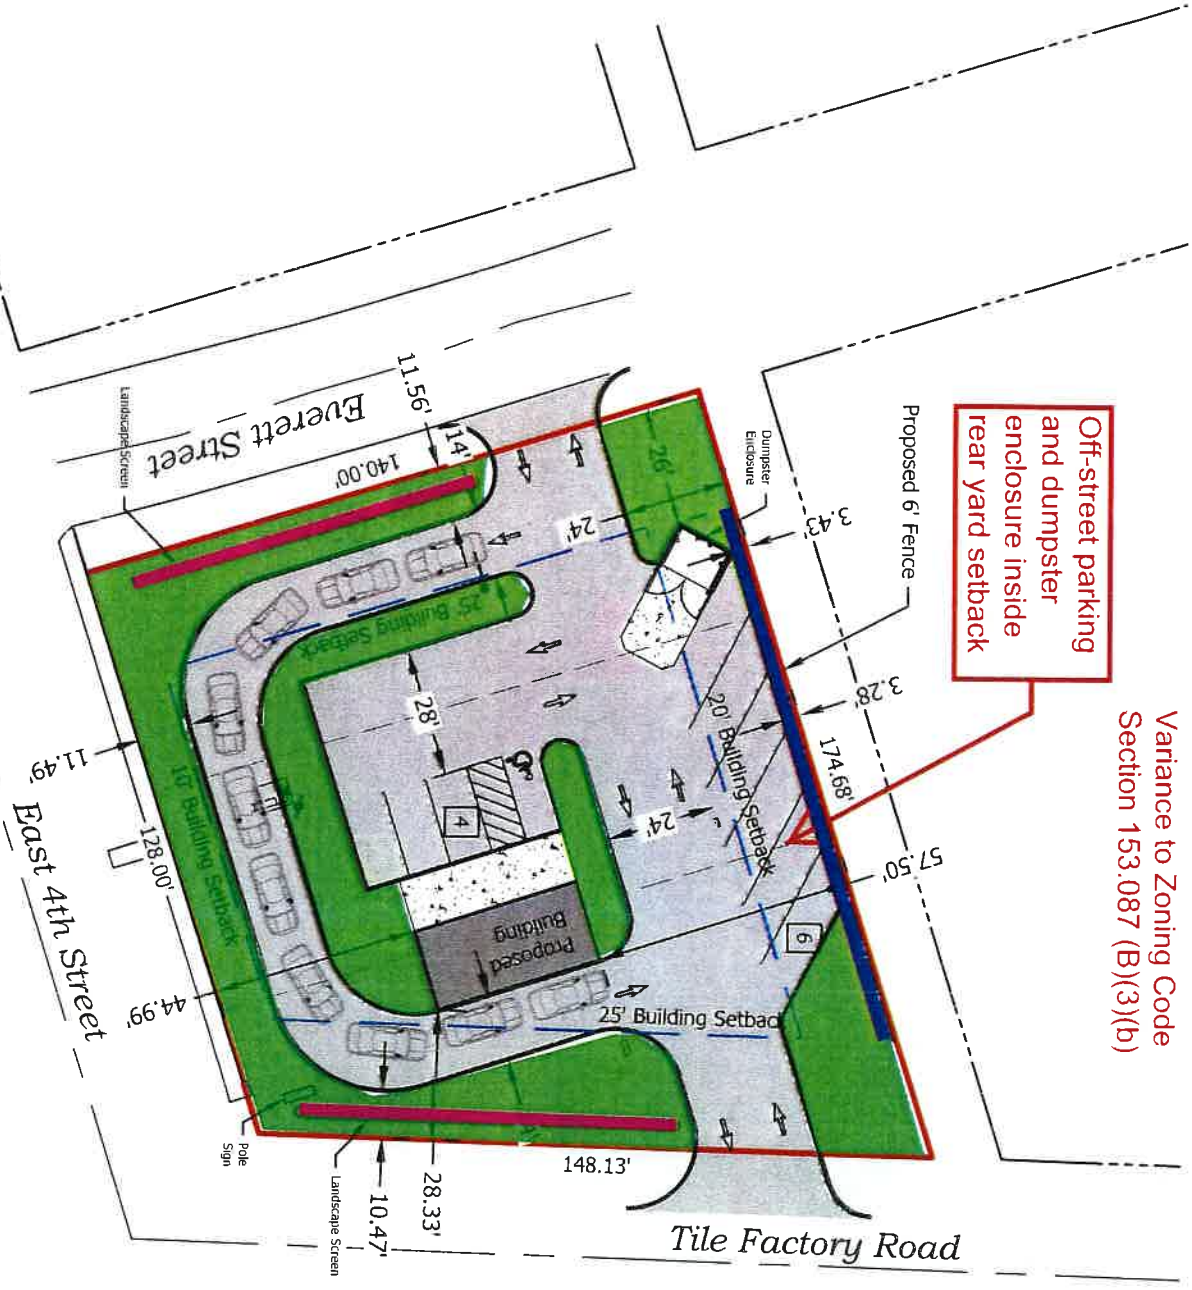 Variance to Zoning Code
Section 153.087 (B)(3)(b)
Off-street parking
and dumpster
enclosure inside
rear yard setback
Proposed 6' Fence
Dumpster
Enclosure
3.43'
3.28'
174.68'
57.50'
26'
24'
14'
11.56'
Everett Street
140.00'
Landscape Screen
25' Building Setback
20' Building Setback
28'
24'
4
6
Proposed
Building
25' Building Setback
10' Building Setback
11.49'
128.00'
44.99'
East 4th Street
Pole
Sign
Landscape Screen
10.47'
28.33'
148.13'
Tile Factory Road